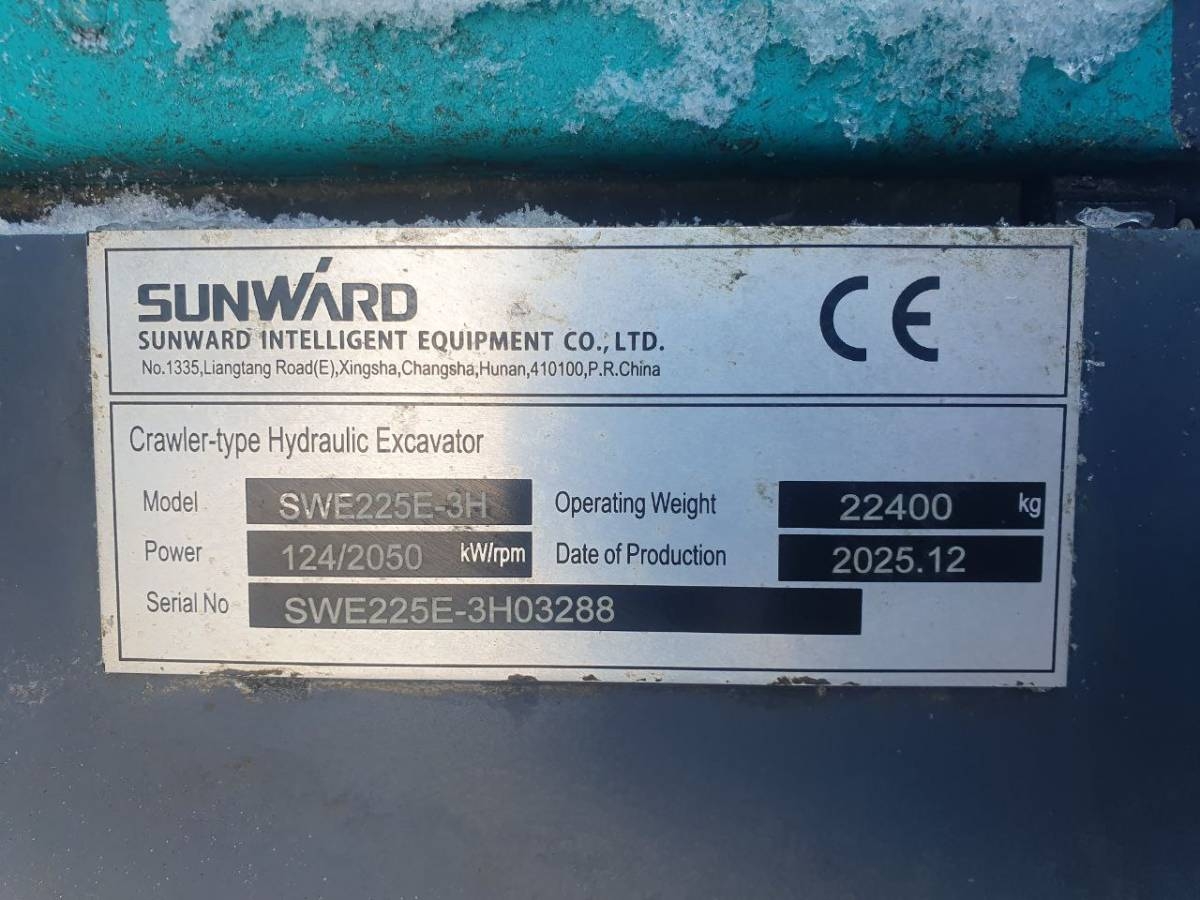 SUNWARD
CE
SUNWARD INTELLIGENT EQUIPMENT CO., LTD.
No.1335,Liangtang Road(E),Xingsha,Changsha,Hunan,410100,P.R.China
Crawler-type Hydraulic Excavator
Model SWE225E-3H Operating Weight 22400 kg
Power 124/2050 kW/rpm Date of Production 2025.12
Serial No SWE225E-3H03288